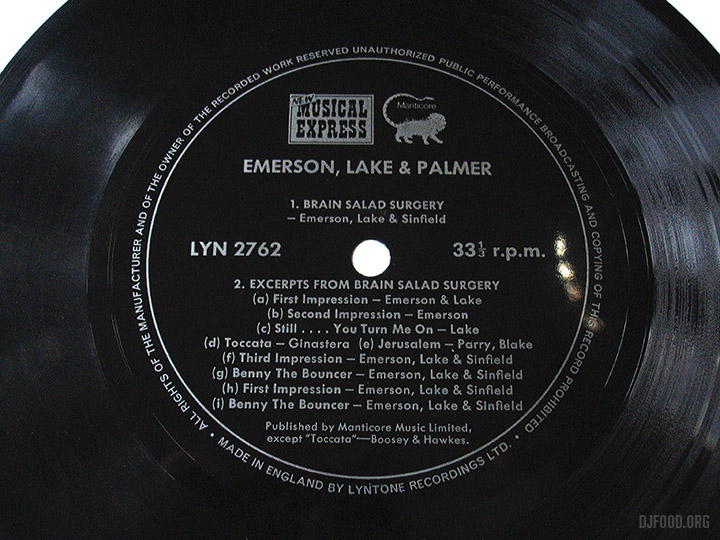 ALL RIGHTS OF THE MANUFACTURER AND OF THE OWNER OF THE RECORDED WORK RESERVED UNAUTHORIZED PUBLIC PERFORMANCE BROADCASTING AND COPYING OF THIS RECORD PROHIBITED
NEW
MUSICAL
EXPRESS
Manticore
EMERSON, LAKE & PALMER
1. BRAIN SALAD SURGERY
– Emerson, Lake & Sinfield
LYN 2762
33⅓ r.p.m.
2. EXCERPTS FROM BRAIN SALAD SURGERY
(a) First Impression – Emerson & Lake
(b) Second Impression – Emerson
(c) Still . . . . You Turn Me On – Lake
(d) Toccata – Ginastera (e) Jerusalem – Parry, Blake
(f) Third Impression – Emerson, Lake & Sinfield
(g) Benny The Bouncer – Emerson, Lake & Sinfield
(h) First Impression – Emerson, Lake & Sinfield
(i) Benny The Bouncer – Emerson, Lake & Sinfield
Published by Manticore Music Limited,
except "Toccata"—Boosey & Hawkes.
• MADE IN ENGLAND BY LYNTONE RECORDINGS LTD. •
DJFOOD.ORG